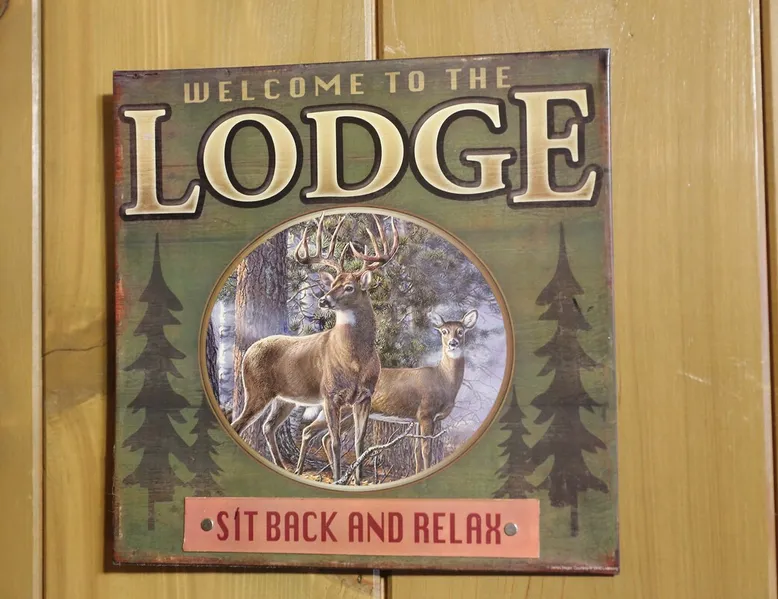 WELCOME TO THE
LODGE
SIT BACK AND RELAX